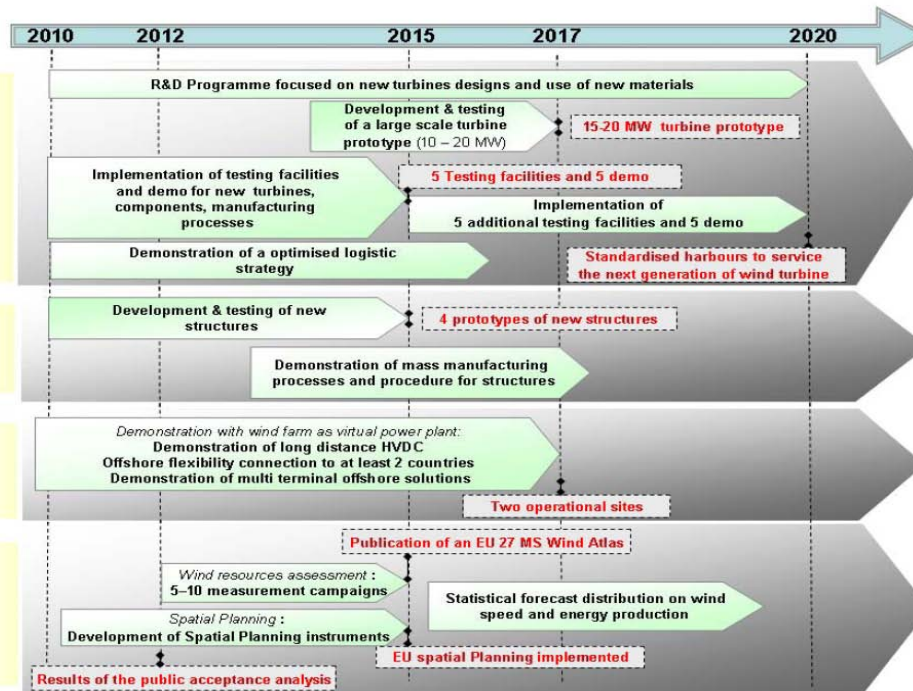 2010 2012 2015 2017 2020
R&D Programme focused on new turbines designs and use of new materials
Development & testing
of a large scale turbine
prototype (10 – 20 MW)
15-20 MW turbine prototype
Implementation of testing facilities
and demo for new turbines,
components, manufacturing
processes
5 Testing facilities and 5 demo
Implementation of
5 additional testing facilities and 5 demo
Demonstration of a optimised logistic
strategy
Standardised harbours to service
the next generation of wind turbine
Development & testing of new
structures
4 prototypes of new structures
Demonstration of mass manufacturing
processes and procedure for structures
Demonstration with wind farm as virtual power plant:
Demonstration of long distance HVDC
Offshore flexibility connection to at least 2 countries
Demonstration of multi terminal offshore solutions
Two operational sites
Publication of an EU 27 MS Wind Atlas
Wind resources assessment :
5–10 measurement campaigns
Statistical forecast distribution on wind
speed and energy production
Spatial Planning :
Development of Spatial Planning instruments
EU spatial Planning implemented
Results of the public acceptance analysis